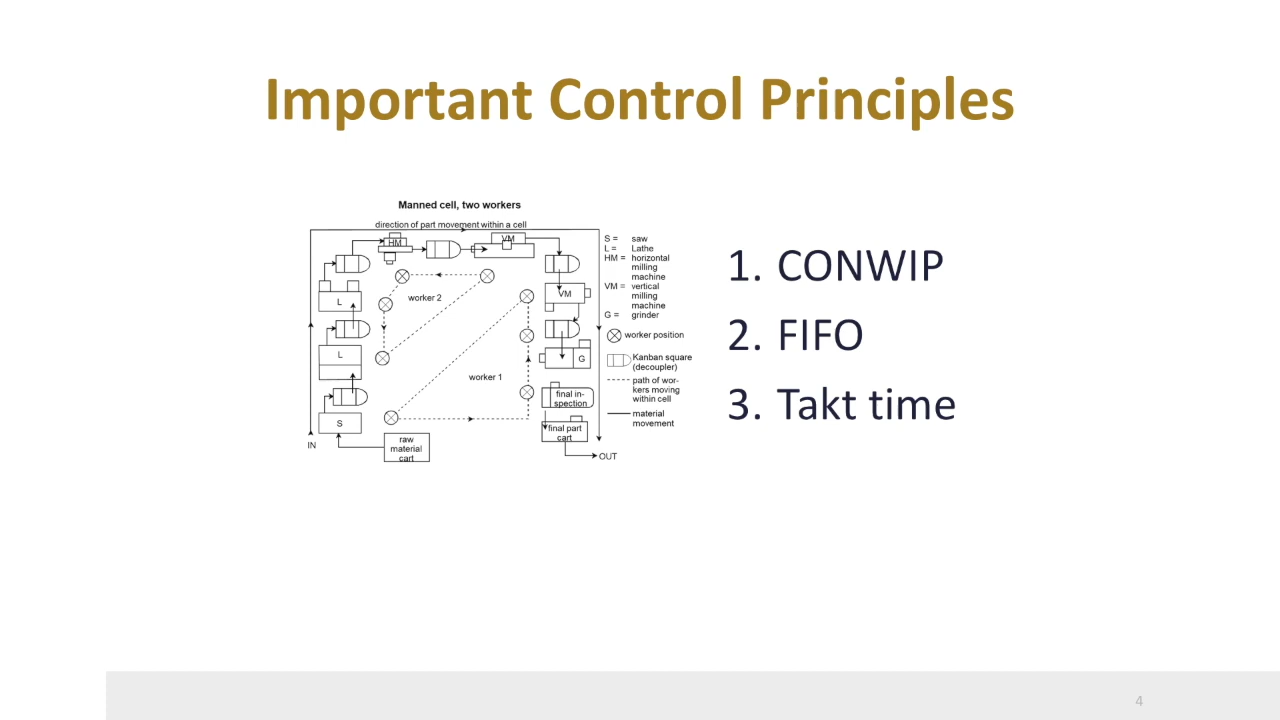 Important Control Principles
Manned cell, two workers
direction of part movement within a cell
HM
VM
L
worker 2
VM
L
G
worker 1
final in-
spection
S
final part
cart
raw
material
cart
IN
OUT
S = saw
L = Lathe
HM = horizontal
milling
machine
VM = vertical
milling
machine
G = grinder
worker position
Kanban square
(decoupler)
path of wor-
kers moving
within cell
material
movement
1. CONWIP
2. FIFO
3. Takt time
4